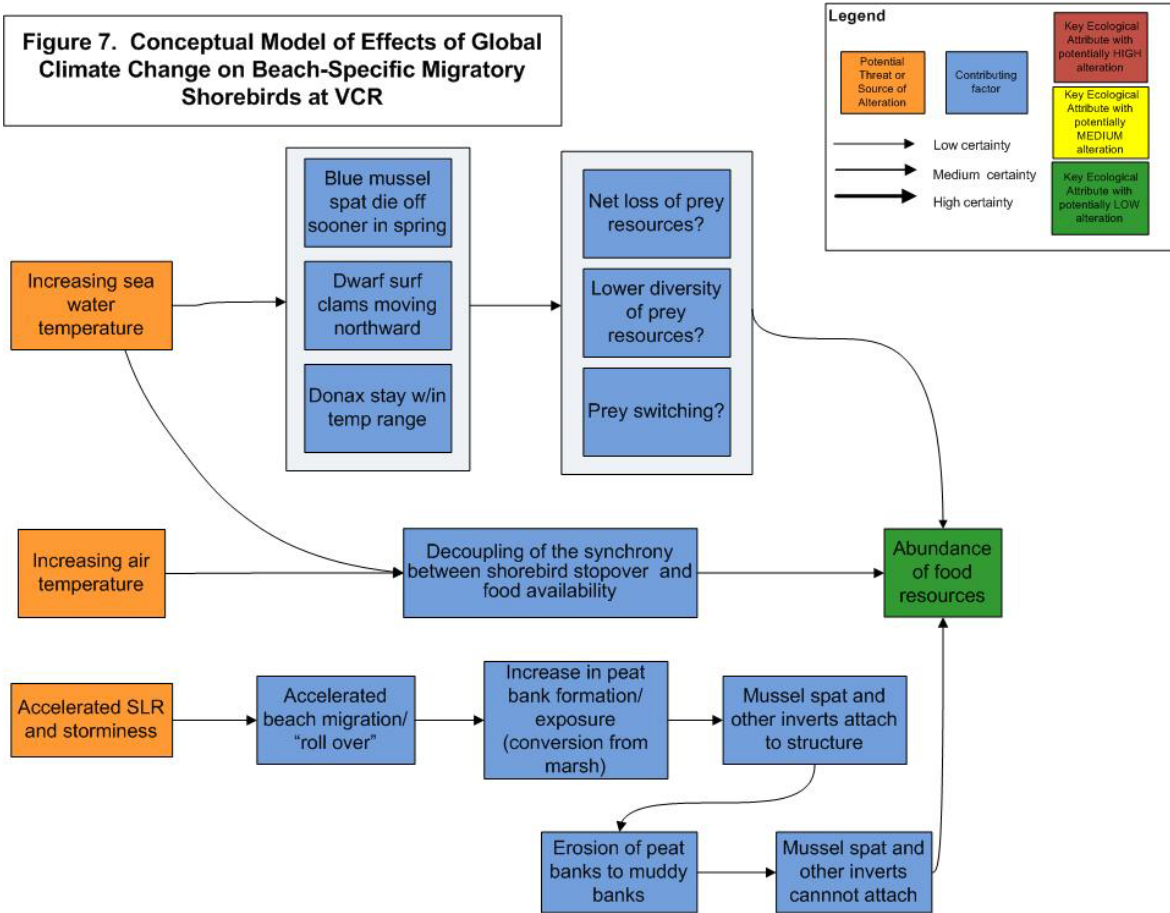 Figure 7.  Conceptual Model of Effects of Global
Climate Change on Beach-Specific Migratory
Shorebirds at VCR
Legend
Potential
Threat or
Source of
Alteration
Contributing
factor
Key Ecological
Attribute with
potentially HIGH
alteration
Key Ecological
Attribute with
potentially
MEDIUM
alteration
Key Ecological
Attribute with
potentially LOW
alteration
Low certainty
Medium certainty
High certainty
Increasing sea
water
temperature
Blue mussel
spat die off
sooner in spring
Dwarf surf
clams moving
northward
Donax stay w/in
temp range
Net loss of prey
resources?
Lower diversity
of prey
resources?
Prey switching?
Increasing air
temperature
Decoupling of the synchrony
between shorebird stopover and
food availability
Abundance
of food
resources
Accelerated SLR
and storminess
Accelerated
beach migration/
“roll over”
Increase in peat
bank formation/
exposure
(conversion from
marsh)
Mussel spat and
other inverts attach
to structure
Erosion of peat
banks to muddy
banks
Mussel spat and
other inverts
cannnot attach